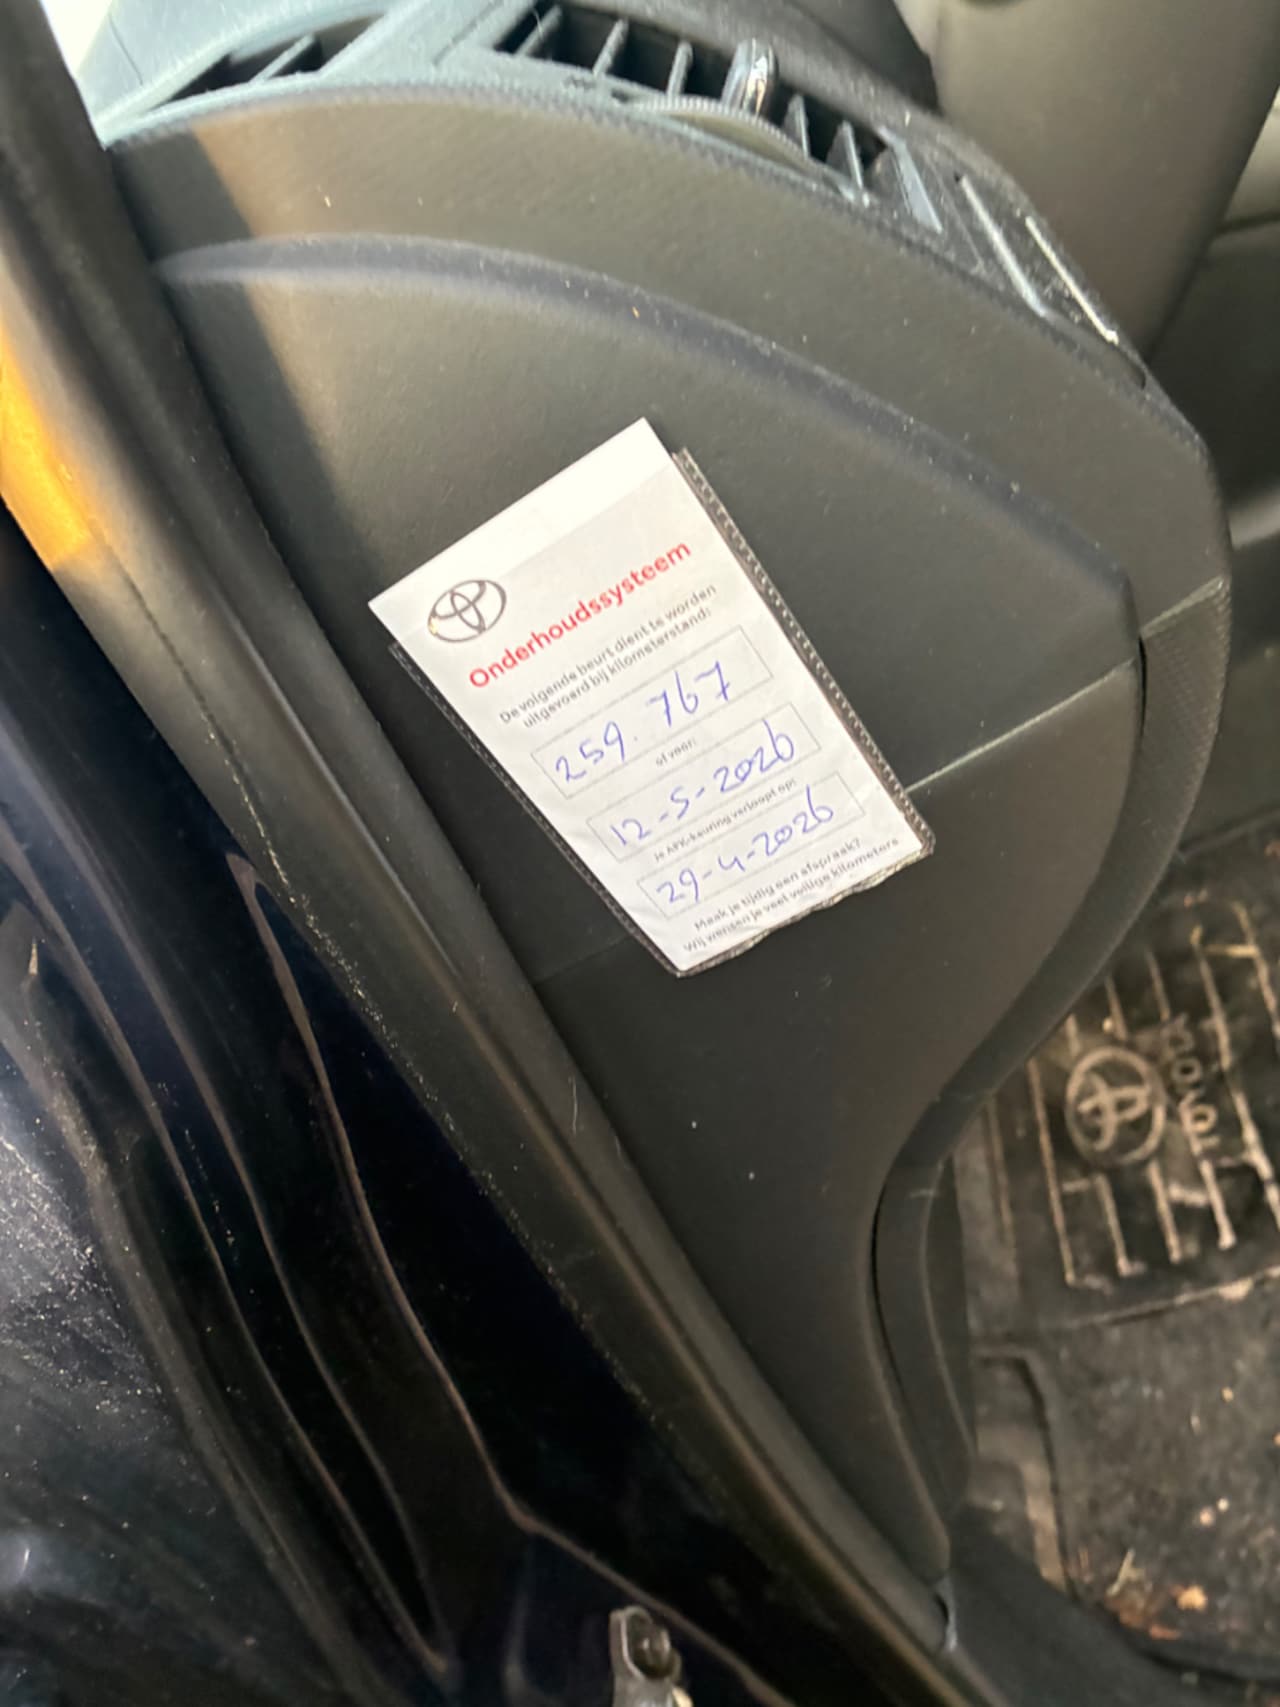 Onderhoudssysteem
De volgende beurt dient te worden
uitgevoerd bij kilometerstand:
259.767
of voor:
12-5-2026
Je APK-keuring verloopt op:
29-4-2026
Maak je tijdig een afspraak?
Wij wensen je veel veilige kilometers